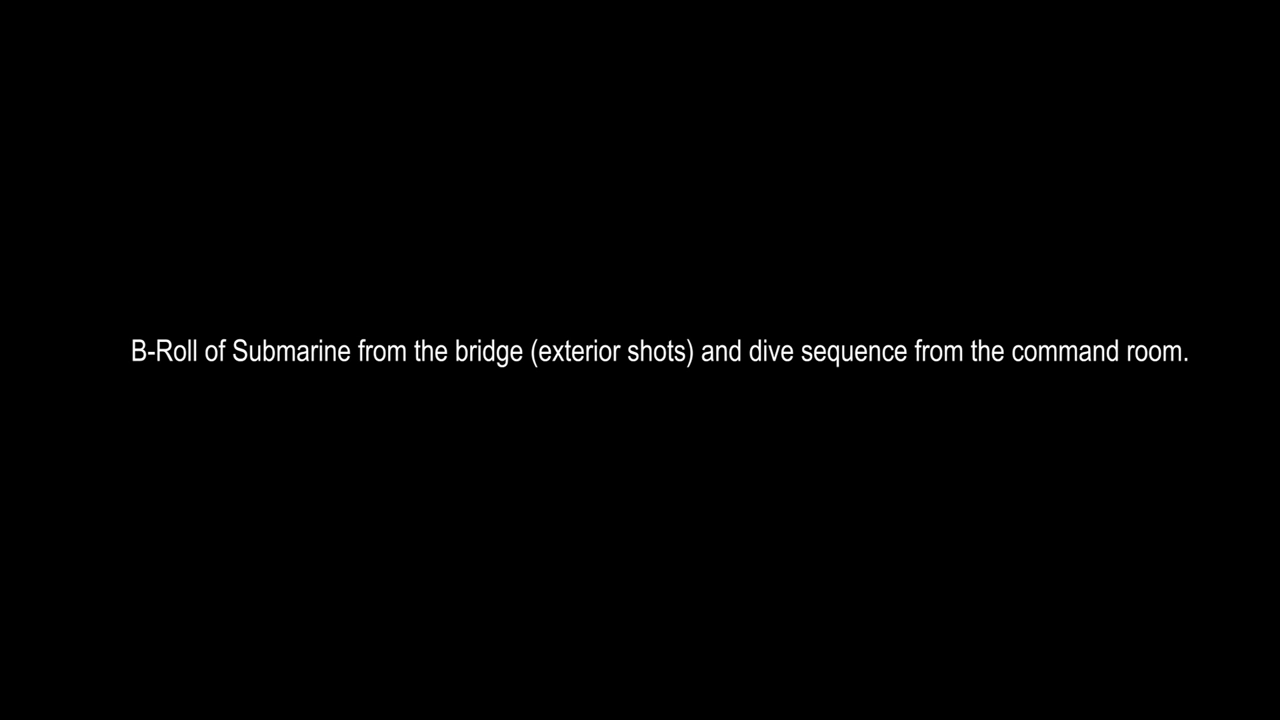 B-Roll of Submarine from the bridge (exterior shots) and dive sequence from the command room.